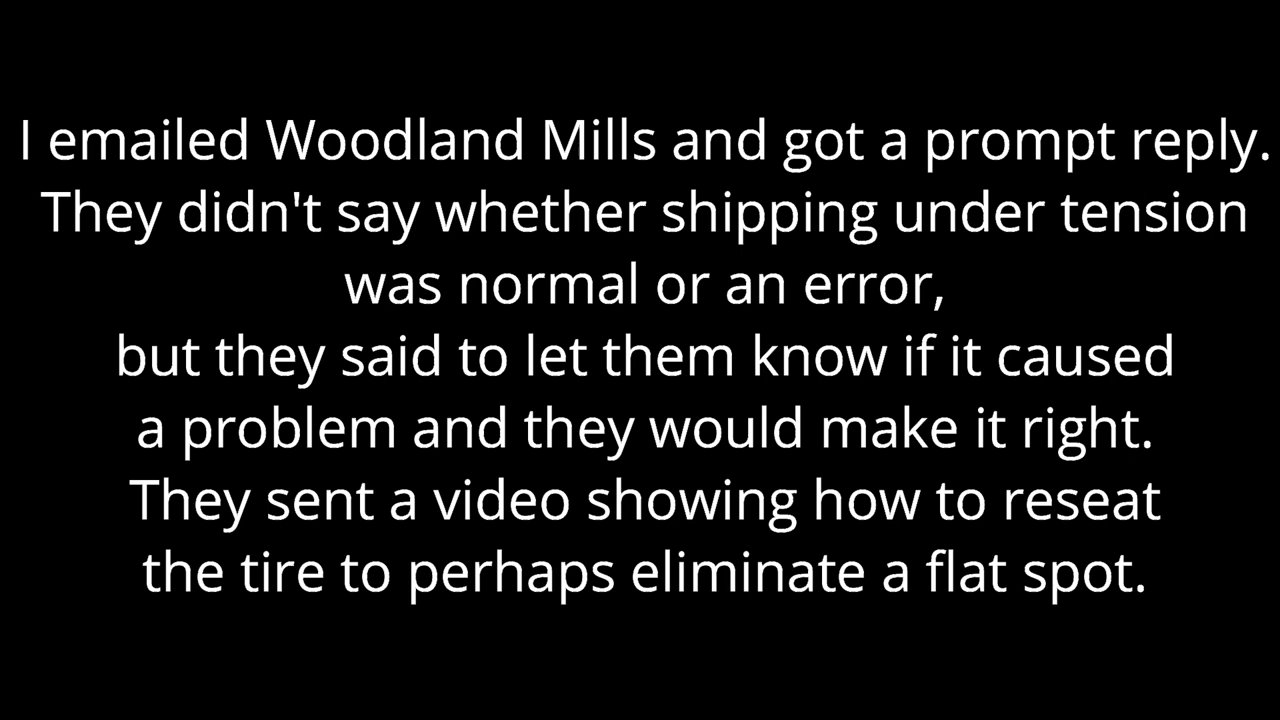 I emailed Woodland Mills and got a prompt reply.
They didn't say whether shipping under tension
was normal or an error,
but they said to let them know if it caused
a problem and they would make it right.
They sent a video showing how to reseat
the tire to perhaps eliminate a flat spot.